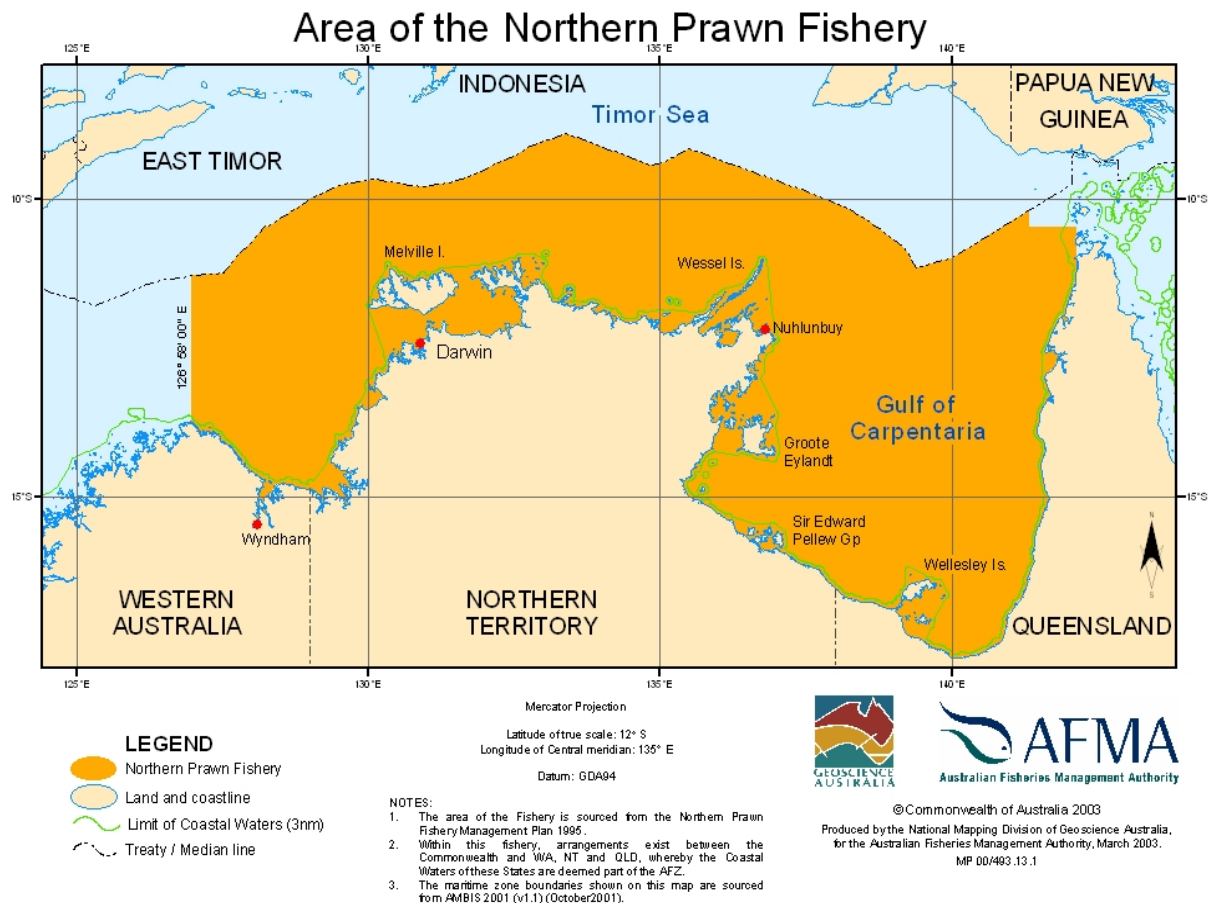 Area of the Northern Prawn Fishery
125°E
130°E
135°E
140°E
INDONESIA
PAPUA NEW
GUINEA
Timor Sea
EAST TIMOR
10°S
10°S
Melville I.
Wessel Is.
126° 58' 00" E
Nuhlunbuy
Darwin
Gulf of
Carpentaria
Groote
Eylandt
15°S
15°S
Sir Edward
Pellew Gp
Wyndham
N
Wellesley Is.
S
WESTERN
AUSTRALIA
NORTHERN
TERRITORY
QUEENSLAND
125°E
130°E
135°E
140°E
LEGEND
Northern Prawn Fishery
Land and coastline
Limit of Coastal Waters (3nm)
Treaty / Median line
Mercator Projection
Latitude of true scale: 12° S
Longitude of Central meridian: 135° E
Datum: GDA94
NOTES:
1. The area of the Fishery is sourced from the Northern Prawn
Fishery Management Plan 1995.
2. Within this fishery, arrangements exist between the
Commonwealth and WA, NT and QLD, whereby the Coastal
Waters of these States are deemed part of the AFZ.
3. The maritime zone boundaries shown on this map are sourced
from AMBIS 2001 (v1.1) (October2001).
GEOSCIENCE
AUSTRALIA
AFMA
Australian Fisheries Management Authority
©Commonwealth of Australia 2003
Produced by the National Mapping Division of Geoscience Australia,
for the Australian Fisheries Management Authority, March 2003.
MP 00/493.13.1